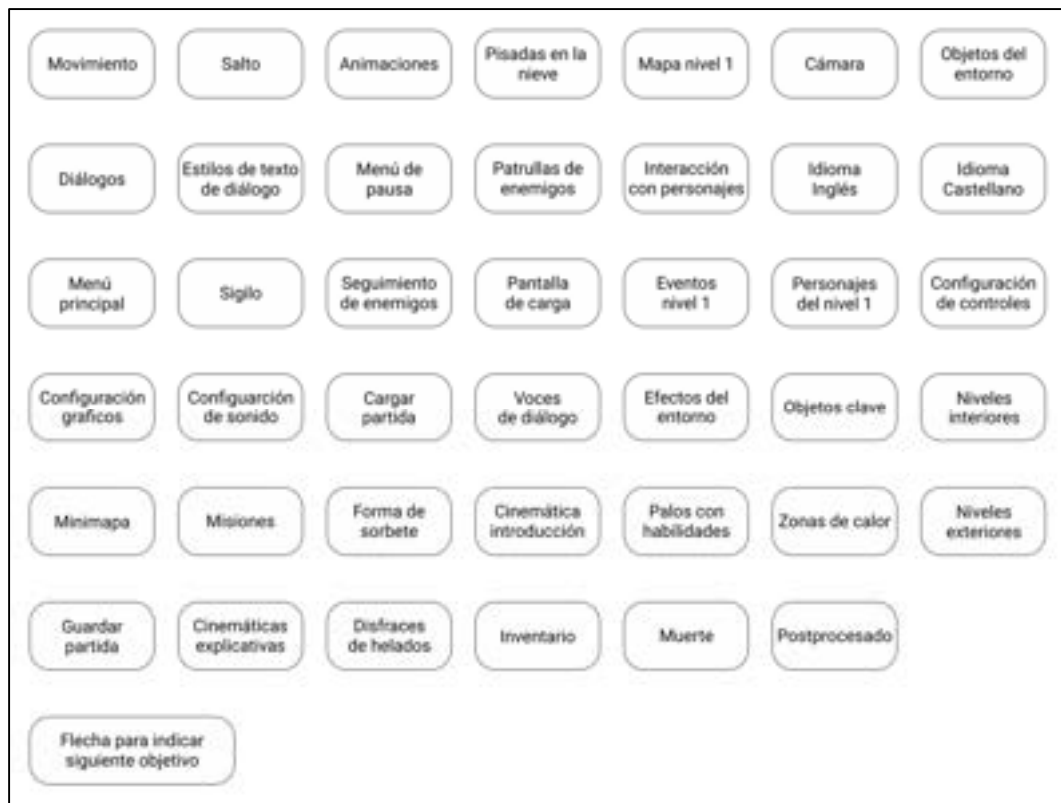 Movimiento
Salto
Animaciones
Pisadas en la
nieve
Mapa nivel 1
Cámara
Objetos del
entorno
Diálogos
Estilos de texto
de diálogo
Menú de
pausa
Patrullas de
enemigos
Interacción
con personajes
Idioma
Inglés
Idioma
Castellano
Menú
principal
Sigilo
Seguimiento
de enemigos
Pantalla
de carga
Eventos
nivel 1
Personajes
del nivel 1
Configuración
de controles
Configuración
graficos
Configuarción
de sonido
Cargar
partida
Voces
de diálogo
Efectos del
entorno
Objetos clave
Niveles
interiores
Minimapa
Misiones
Forma de
sorbete
Cinemática
introducción
Palos con
habilidades
Zonas de calor
Niveles
exteriores
Guardar
partida
Cinemáticas
explicativas
Disfraces
de helados
Inventario
Muerte
Postprocesado
Flecha para indicar
siguiente objetivo